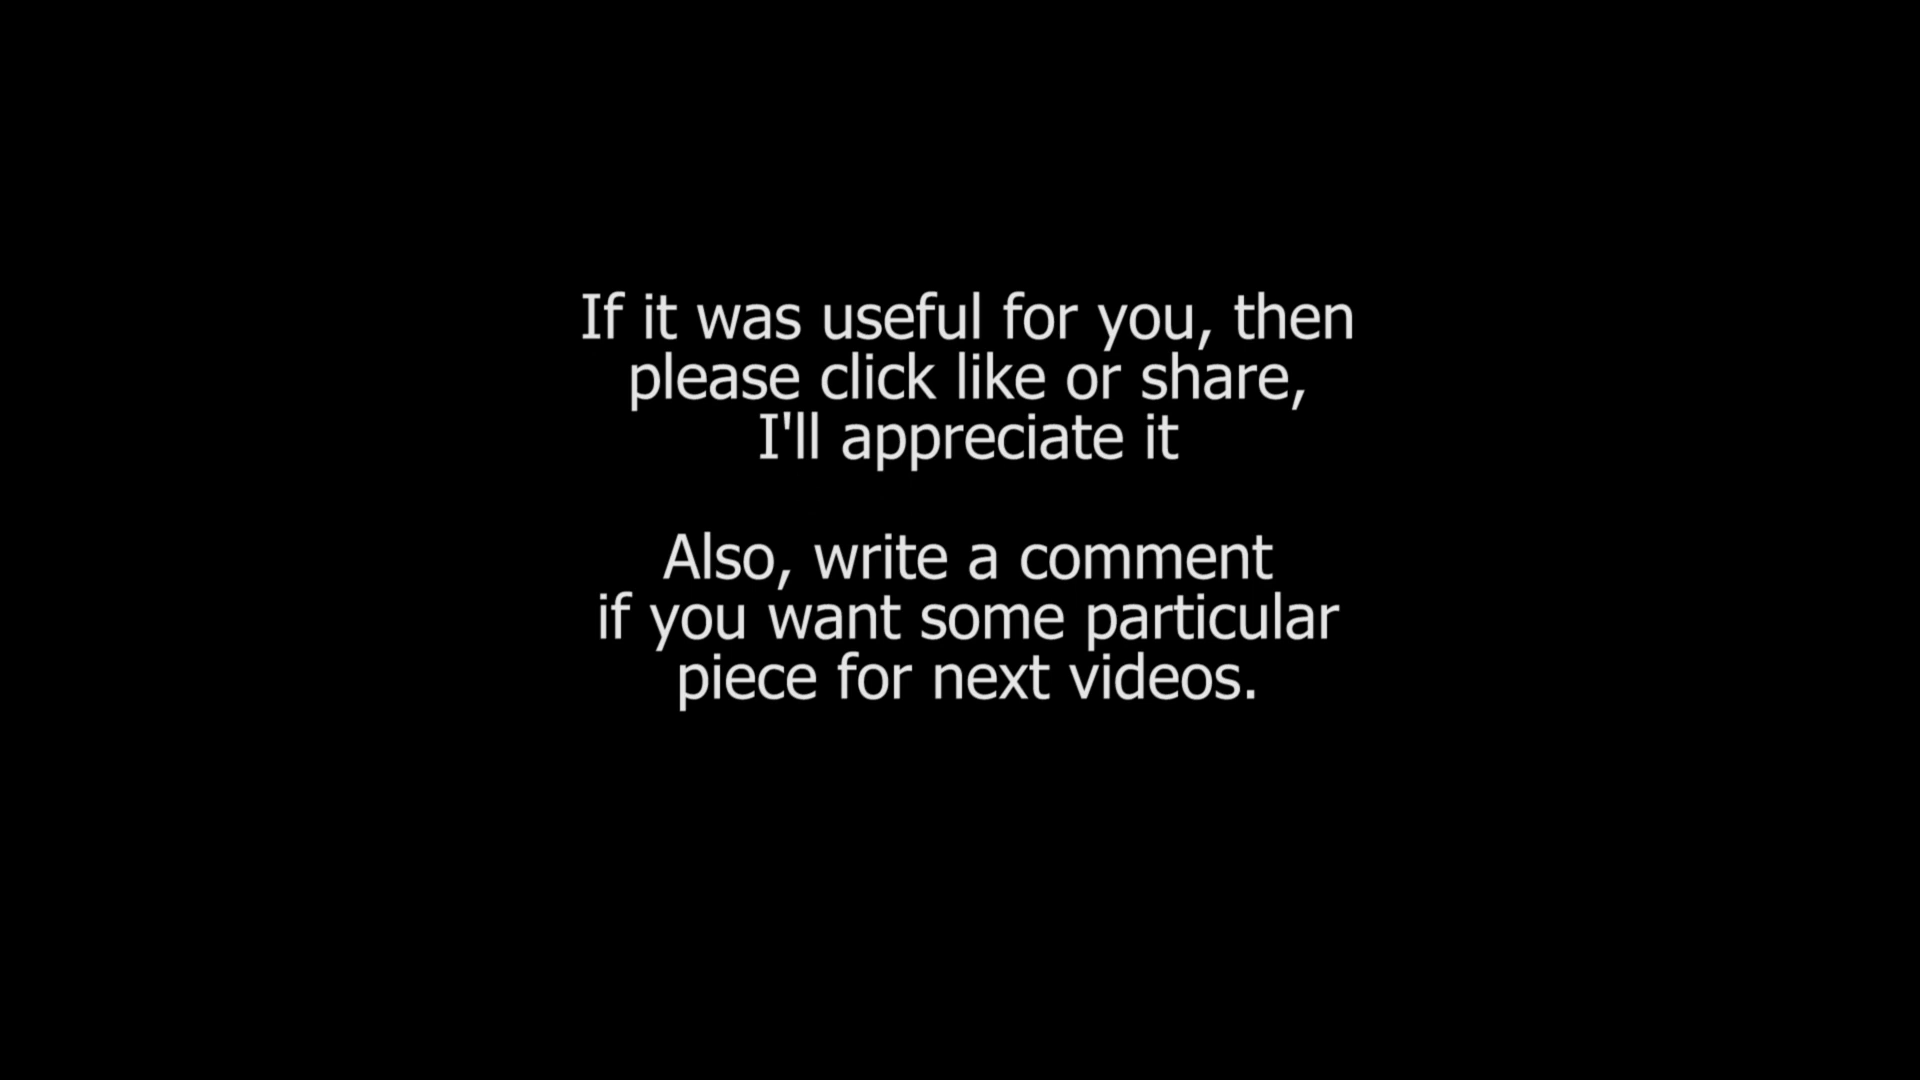 If it was useful for you, then
please click like or share,
I'll appreciate it
Also, write a comment
if you want some particular
piece for next videos.